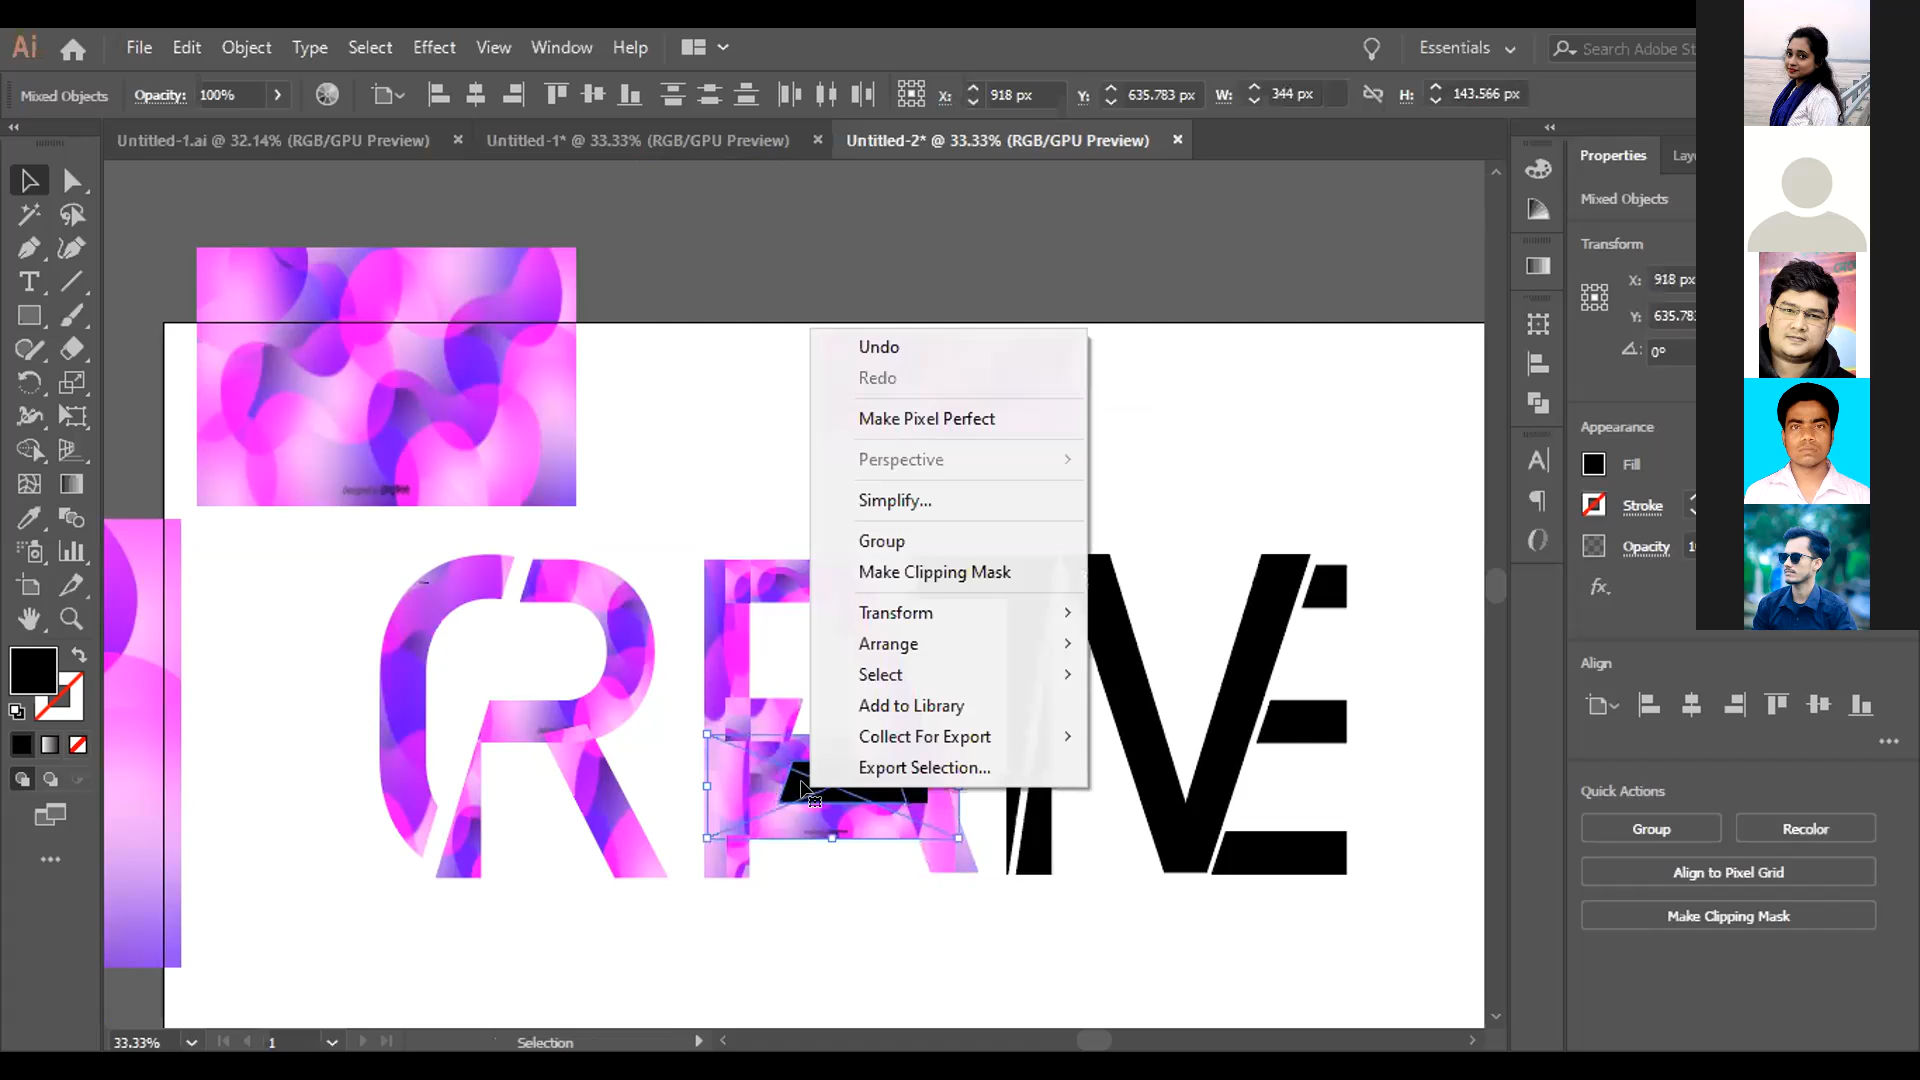 Ai File Edit Object Type Select Effect View Window Help Essentials Search Adobe St
Mixed Objects Opacity: 100% X: 918 px Y: 635.783 px W: 344 px H: 143.566 px
Untitled-1.ai @ 32.14% (RGB/GPU Preview) Untitled-1* @ 33.33% (RGB/GPU Preview) Untitled-2* @ 33.33% (RGB/GPU Preview)
Properties Lay
Mixed Objects
Transform
X: 918 px
Y: 635.78
0°
Undo
Redo
Make Pixel Perfect
Perspective
Simplify...
Group
Make Clipping Mask
Transform
Arrange
Select
Add to Library
Collect For Export
Export Selection...
Appearance
Fill
Stroke
Opacity
fx.
Align
Quick Actions
Group Recolor
Align to Pixel Grid
Make Clipping Mask
33.33% 1 Selection